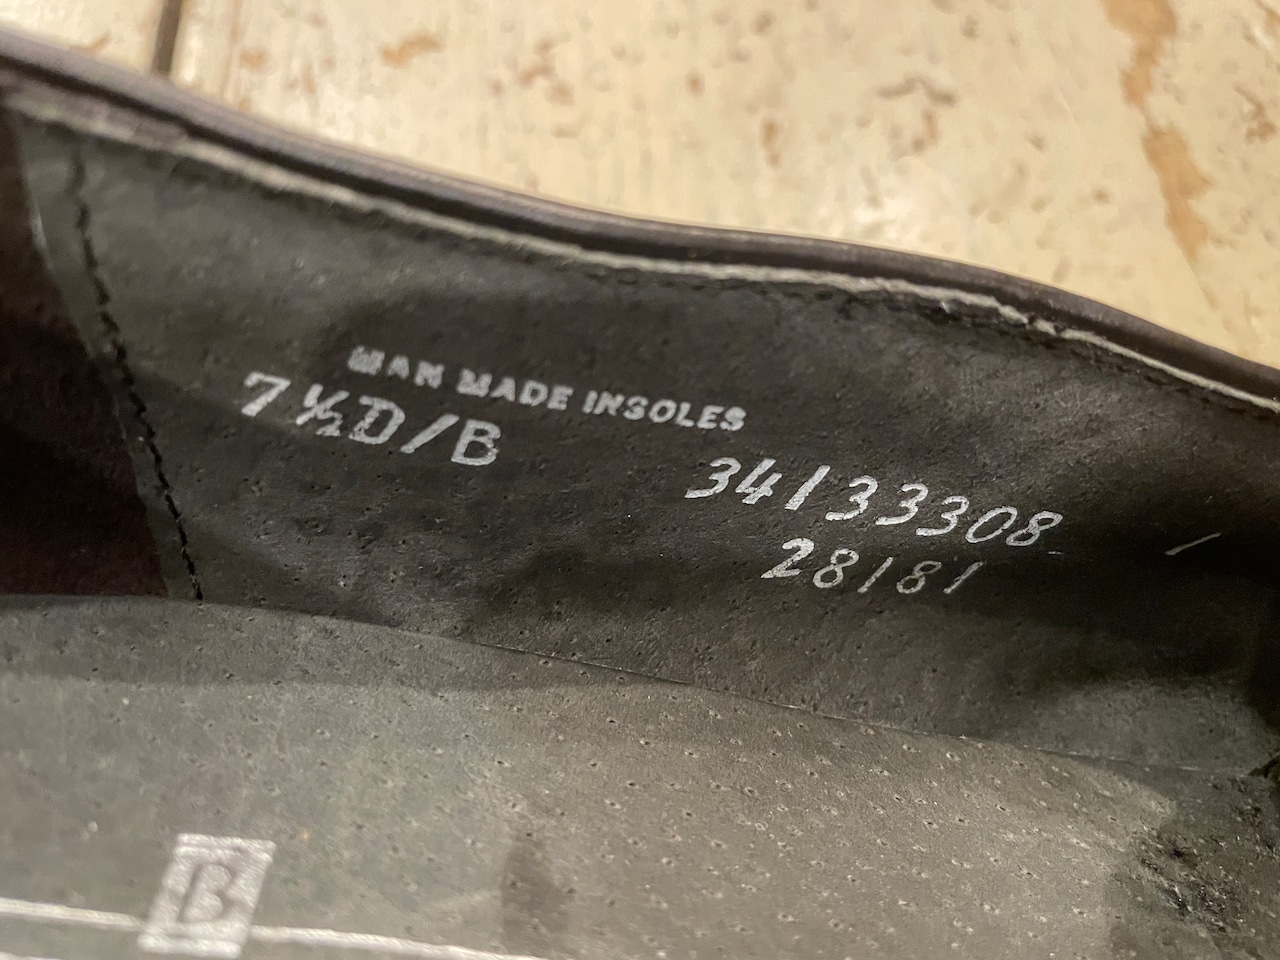 MAN MADE INSOLES
7½D/B
34133308
28181
B